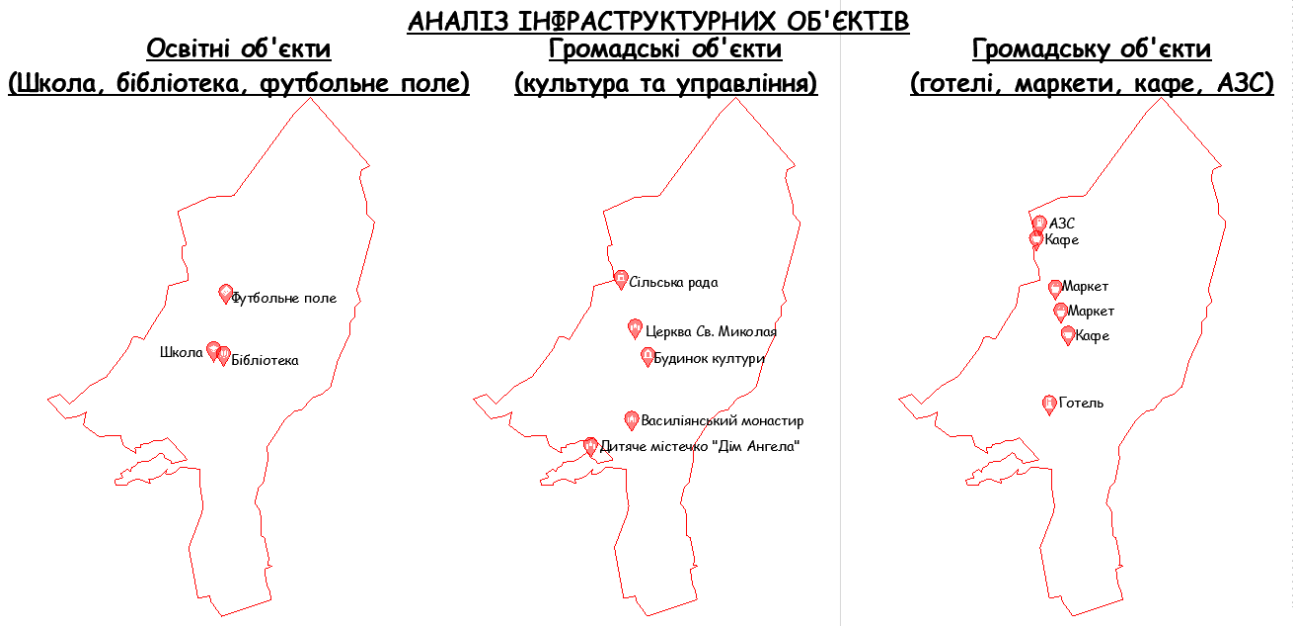 АНАЛІЗ ІНФРАСТРУКТУРНИХ ОБ'ЄКТІВ
Освітні об'єкти
(Школа, бібліотека, футбольне поле)
Футбольне поле
Школа
Бібліотека
Громадські об'єкти
(культура та управління)
Сільська рада
Церква Св. Миколая
Будинок култури
Василіянський монастир
Дитяче містечко "Дім Ангела"
Громадську об'єкти
(готелі, маркети, кафе, АЗС)
АЗС
Кафе
Маркет
Маркет
Кафе
Готель